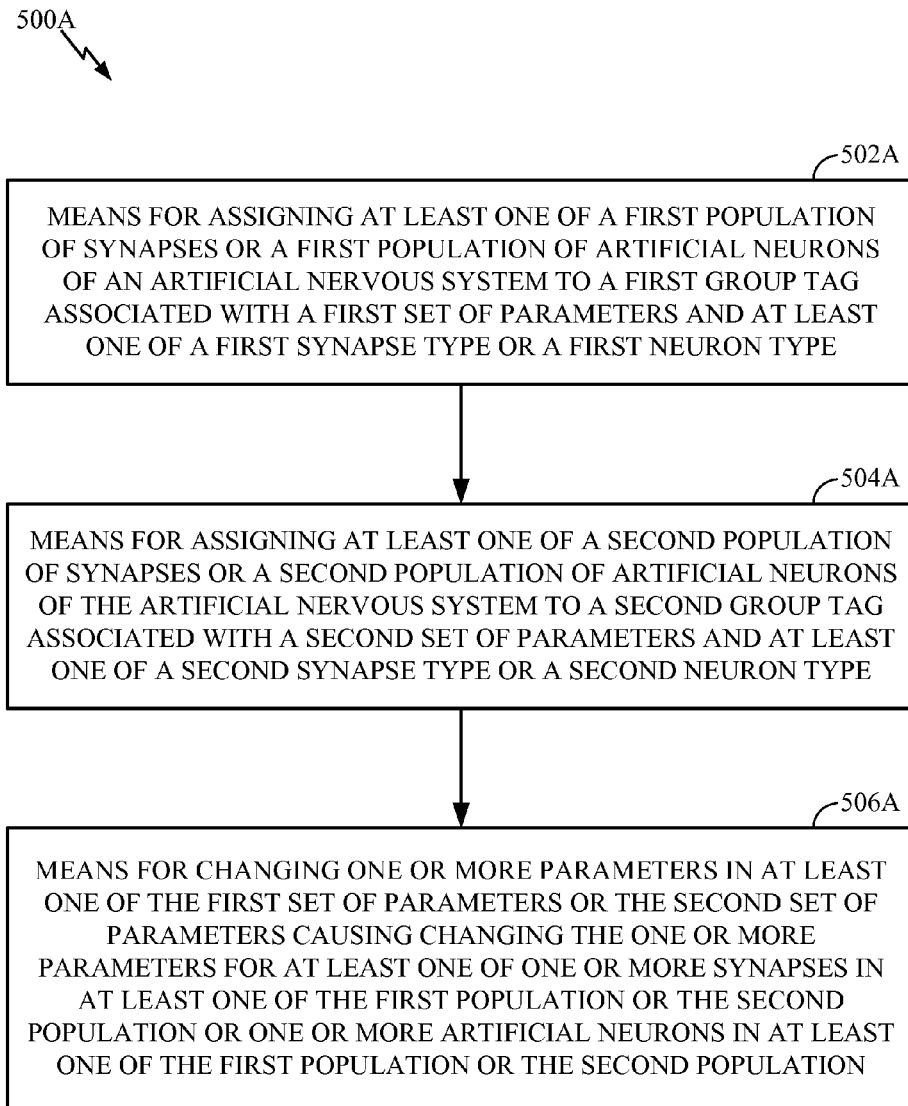 500A
502A
MEANS FOR ASSIGNING AT LEAST ONE OF A FIRST POPULATION
OF SYNAPSES OR A FIRST POPULATION OF ARTIFICIAL NEURONS
OF AN ARTIFICIAL NERVOUS SYSTEM TO A FIRST GROUP TAG
ASSOCIATED WITH A FIRST SET OF PARAMETERS AND AT LEAST
ONE OF A FIRST SYNAPSE TYPE OR A FIRST NEURON TYPE
504A
MEANS FOR ASSIGNING AT LEAST ONE OF A SECOND POPULATION
OF SYNAPSES OR A SECOND POPULATION OF ARTIFICIAL NEURONS
OF THE ARTIFICIAL NERVOUS SYSTEM TO A SECOND GROUP TAG
ASSOCIATED WITH A SECOND SET OF PARAMETERS AND AT LEAST
ONE OF A SECOND SYNAPSE TYPE OR A SECOND NEURON TYPE
506A
MEANS FOR CHANGING ONE OR MORE PARAMETERS IN AT LEAST
ONE OF THE FIRST SET OF PARAMETERS OR THE SECOND SET OF
PARAMETERS CAUSING CHANGING THE ONE OR MORE
PARAMETERS FOR AT LEAST ONE OF ONE OR MORE SYNAPSES IN
AT LEAST ONE OF THE FIRST POPULATION OR THE SECOND
POPULATION OR ONE OR MORE ARTIFICIAL NEURONS IN AT LEAST
ONE OF THE FIRST POPULATION OR THE SECOND POPULATION